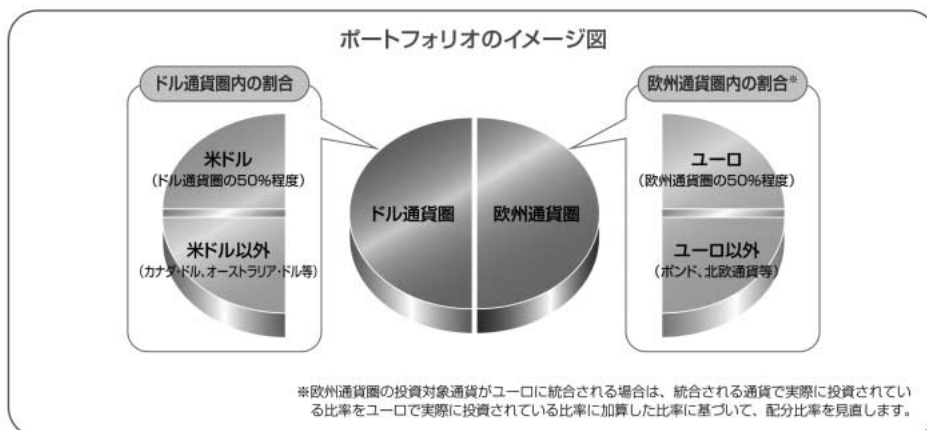 ポートフォリオのイメージ図
ドル通貨圏内の割合
米ドル
(ドル通貨圏の50%程度)
米ドル以外
(カナダ・ドル、オーストラリア・ドル等)
ドル通貨圏
欧州通貨圏
欧州通貨圏内の割合※
ユーロ
(欧州通貨圏の50%程度)
ユーロ以外
(ポンド、北欧通貨等)
※欧州通貨圏の投資対象通貨がユーロに統合される場合は、統合される通貨で実際に投資されてい
る比率をユーロで実際に投資されている比率に加算した比率に基づいて、配分比率を見直します。